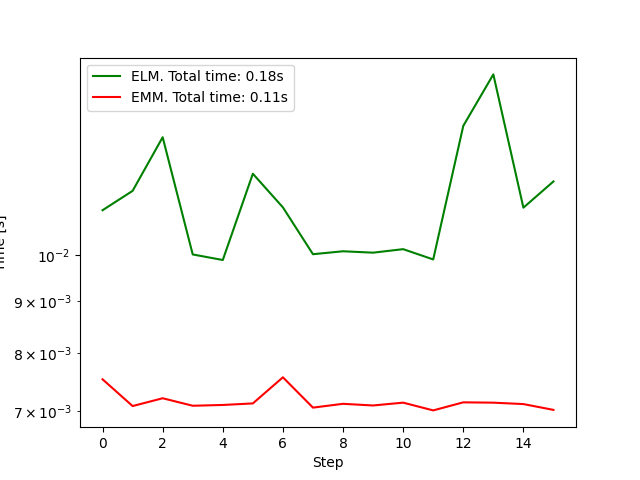 ELM. Total time: 0.18s
EMM. Total time: 0.11s
Time [s]
10⁻²
9 × 10⁻³
8 × 10⁻³
7 × 10⁻³
0 2 4 6 8 10 12 14
Step